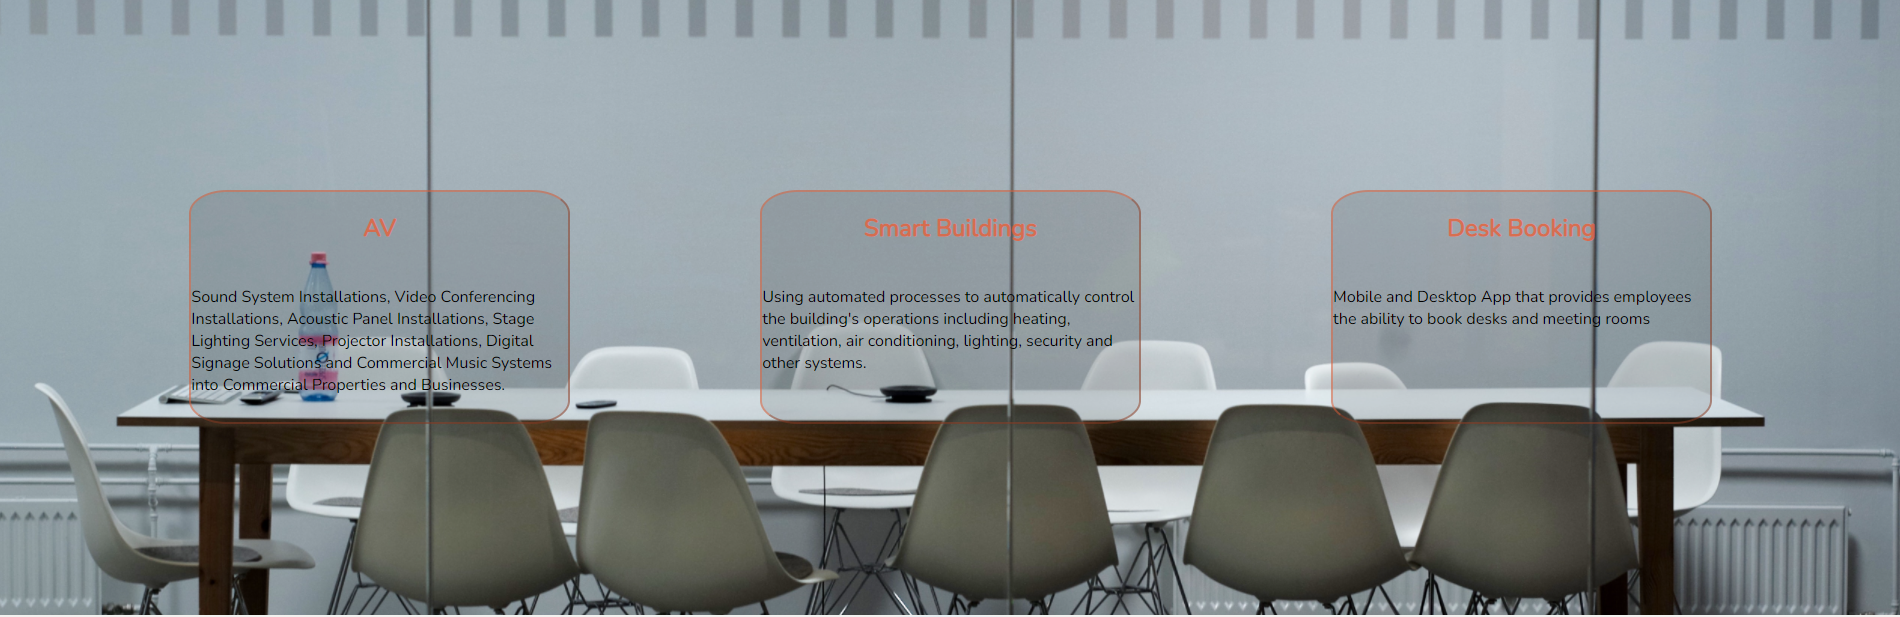 AV
Sound System Installations, Video Conferencing
Installations, Acoustic Panel Installations, Stage
Lighting Services, Projector Installations, Digital
Signage Solutions and Commercial Music Systems
into Commercial Properties and Businesses.
Smart Buildings
Using automated processes to automatically control
the building's operations including heating,
ventilation, air conditioning, lighting, security and
other systems.
Desk Booking
Mobile and Desktop App that provides employees
the ability to book desks and meeting rooms